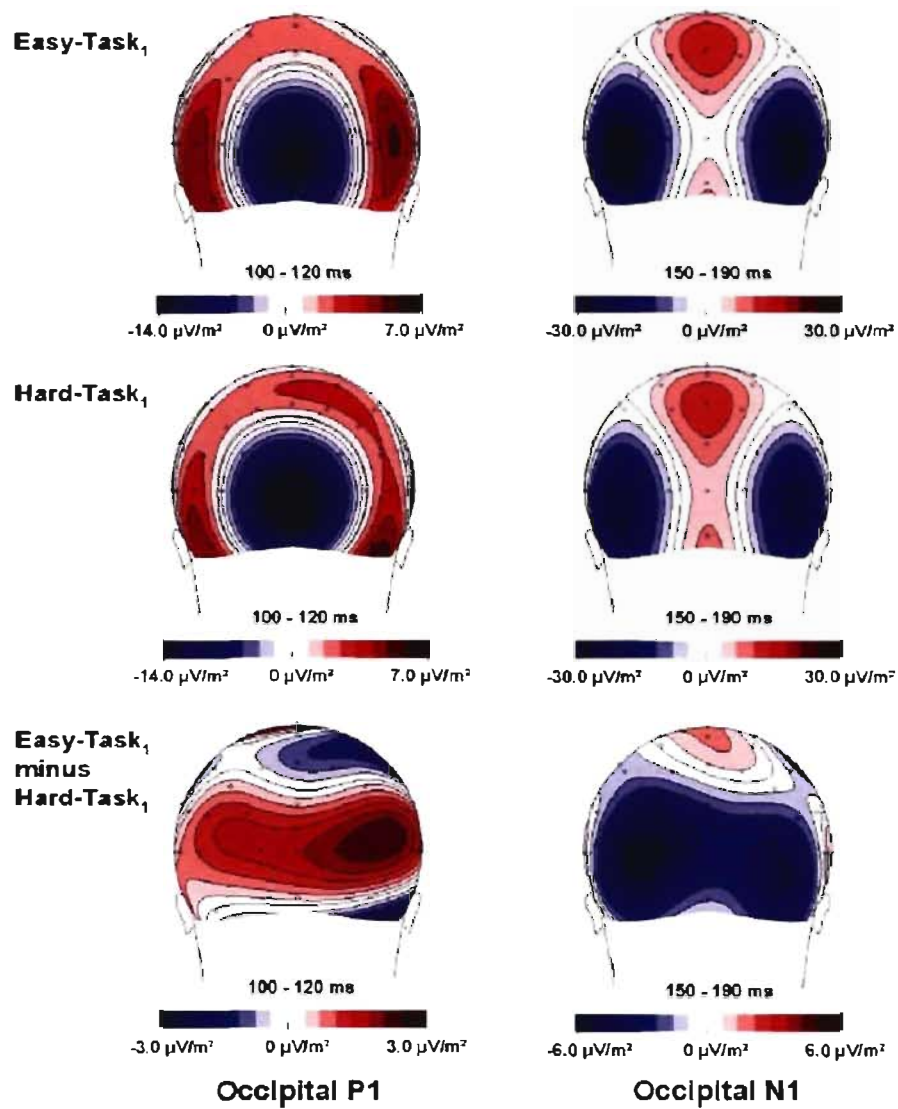 Easy-Task₁
100 - 120 ms
-14.0 µV/m² 0 µV/m² 7.0 µV/m²
150 - 190 ms
-30.0 µV/m² 0 µV/m² 30.0 µV/m²
Hard-Task₁
100 - 120 ms
-14.0 µV/m² 0 µV/m² 7.0 µV/m²
150 - 190 ms
-30.0 µV/m² 0 µV/m² 30.0 µV/m²
Easy-Task₁
minus
Hard-Task₁
100 - 120 ms
-3.0 µV/m² 0 µV/m² 3.0 µV/m²
150 - 190 ms
-6.0 µV/m² 0 µV/m² 6.0 µV/m²
Occipital P1
Occipital N1